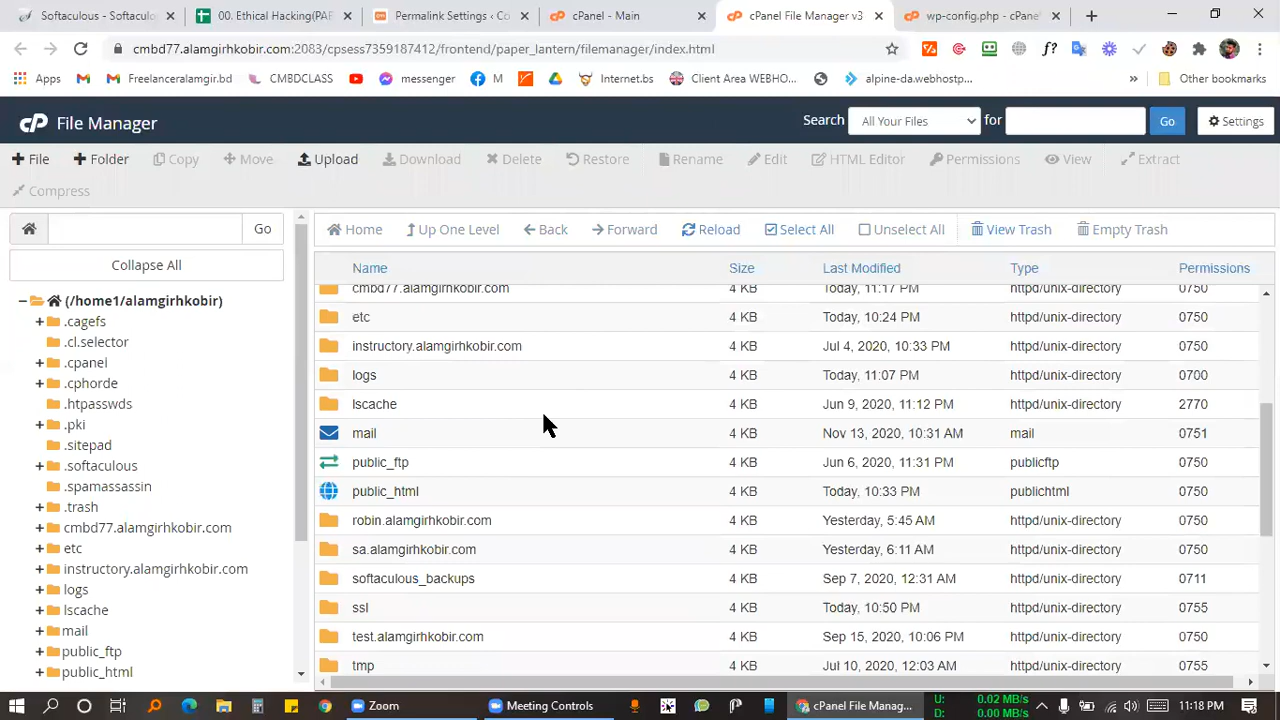 Softaculous - Softaculo
00. Ethical Hacking(PAE
Permalink Settings ‹ Co
cPanel - Main
cPanel File Manager v3
wp-config.php - cPane
cmbd77.alamgirhkobir.com:2083/cpsess7359187412/frontend/paper_lantern/filemanager/index.html
Apps
Freelanceralamgir.bd
CMBDCLASS
messenger
M
Internet.bs
Client Area WEBHO...
alpine-da.webhostp...
»
Other bookmarks
cP File Manager
Search All Your Files for Go Settings
File Folder Copy Move Upload Download Delete Restore Rename Edit HTML Editor Permissions View Extract
Compress
Go
Home Up One Level Back Forward Reload Select All Unselect All View Trash Empty Trash
Collapse All
Name Size Last Modified Type Permissions
(/home1/alamgirhkobir)
.cagefs
.cl.selector
.cpanel
.cphorde
.htpasswds
.pki
.sitepad
.softaculous
.spamassassin
.trash
cmbd77.alamgirhkobir.com
etc
instructory.alamgirhkobir.com
logs
lscache
mail
public_ftp
public_html
cmbd77.alamgirhkobir.com 4 KB Today, 11:17 PM httpd/unix-directory 0750
etc 4 KB Today, 10:24 PM httpd/unix-directory 0750
instructory.alamgirhkobir.com 4 KB Jul 4, 2020, 10:33 PM httpd/unix-directory 0750
logs 4 KB Today, 11:07 PM httpd/unix-directory 0700
lscache 4 KB Jun 9, 2020, 11:12 PM httpd/unix-directory 2770
mail 4 KB Nov 13, 2020, 10:31 AM mail 0751
public_ftp 4 KB Jun 6, 2020, 11:31 PM publicftp 0750
public_html 4 KB Today, 10:33 PM publichtml 0750
robin.alamgirhkobir.com 4 KB Yesterday, 5:45 AM httpd/unix-directory 0750
sa.alamgirhkobir.com 4 KB Yesterday, 6:11 AM httpd/unix-directory 0750
softaculous_backups 4 KB Sep 7, 2020, 12:31 AM httpd/unix-directory 0711
ssl 4 KB Today, 10:50 PM httpd/unix-directory 0755
test.alamgirhkobir.com 4 KB Sep 15, 2020, 10:06 PM httpd/unix-directory 0750
tmp 4 KB Jul 10, 2020, 12:03 AM httpd/unix-directory 0755
Zoom
Meeting Controls
cPanel File Manag...
U: 0.02 MB/s
D: 0.00 MB/s
11:18 PM